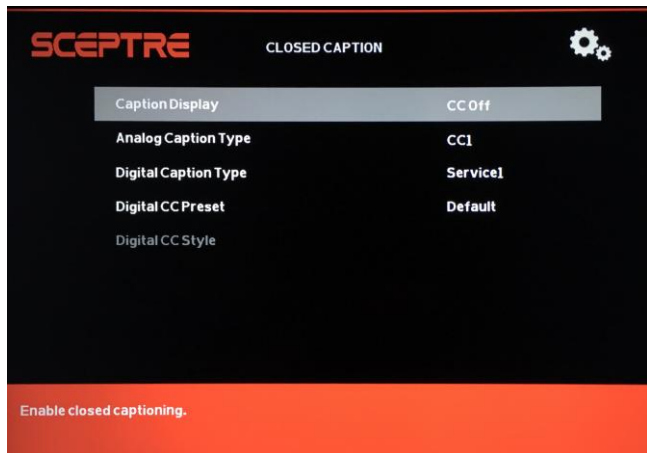 SCEPTRE CLOSED CAPTION
Caption Display CC Off
Analog Caption Type CC1
Digital Caption Type Service1
Digital CC Preset Default
Digital CC Style
Enable closed captioning.